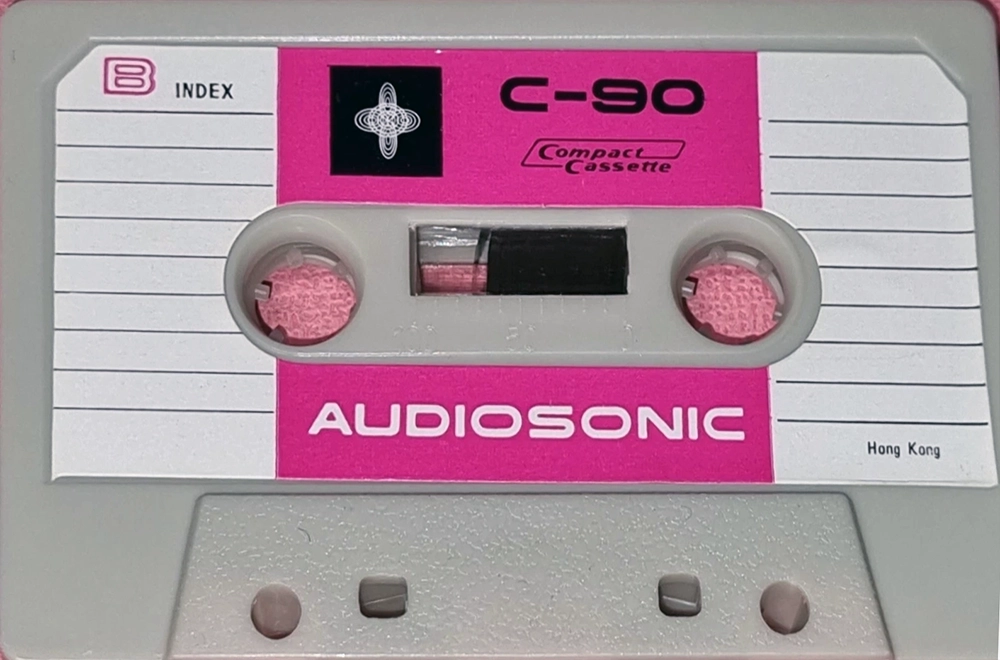 B INDEX
C-90
Compact
Cassette
AUDIOSONIC
Hong Kong